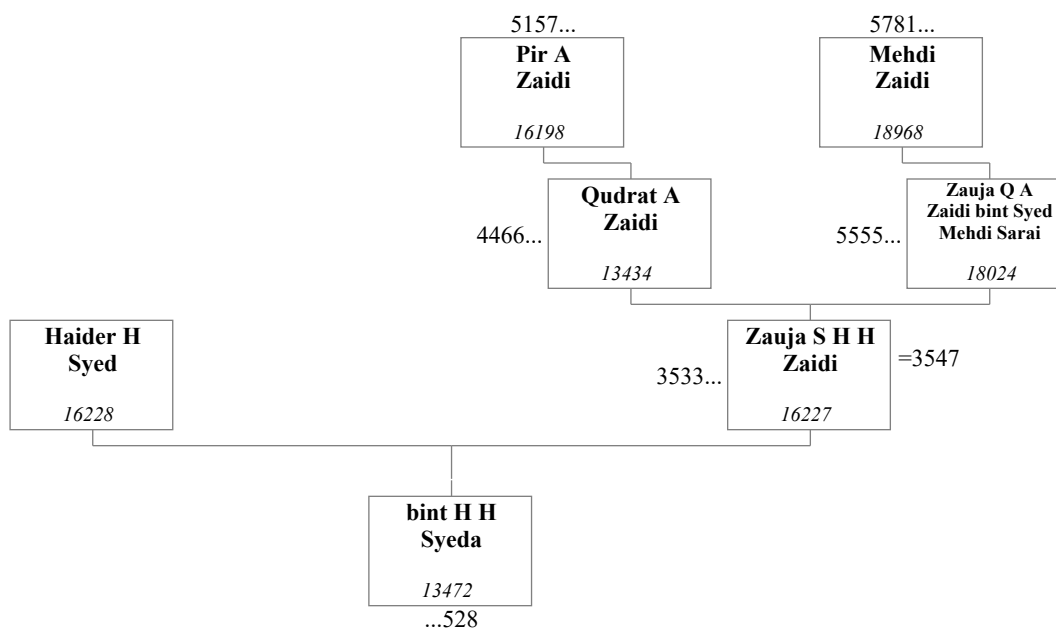 5157...
Pir A
Zaidi
16198
5781...
Mehdi
Zaidi
18968
4466...
Qudrat A
Zaidi
13434
5555...
Zauja Q A
Zaidi bint Syed
Mehdi Sarai
18024
Haider H
Syed
16228
3533...
Zauja S H H
Zaidi
16227
=3547
bint H H
Syeda
13472
...528